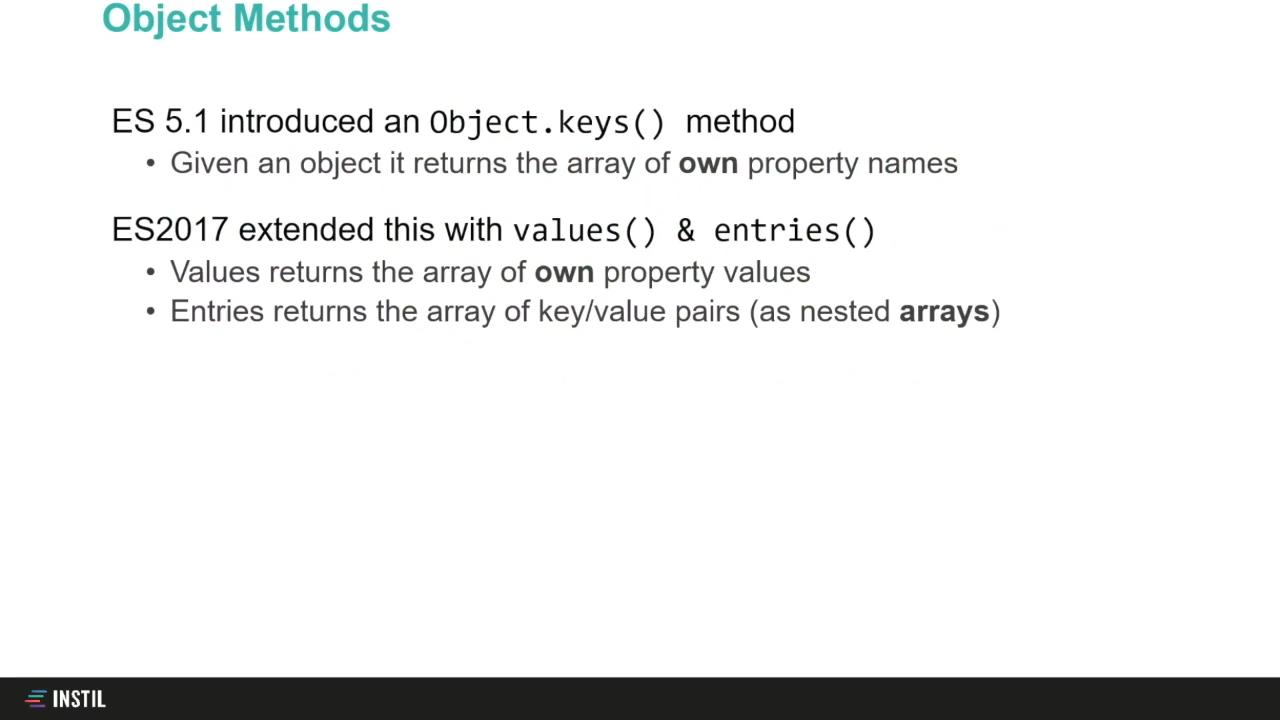 Object Methods
ES 5.1 introduced an Object.keys() method
• Given an object it returns the array of own property names
ES2017 extended this with values() & entries()
• Values returns the array of own property values
• Entries returns the array of key/value pairs (as nested arrays)
INSTIL